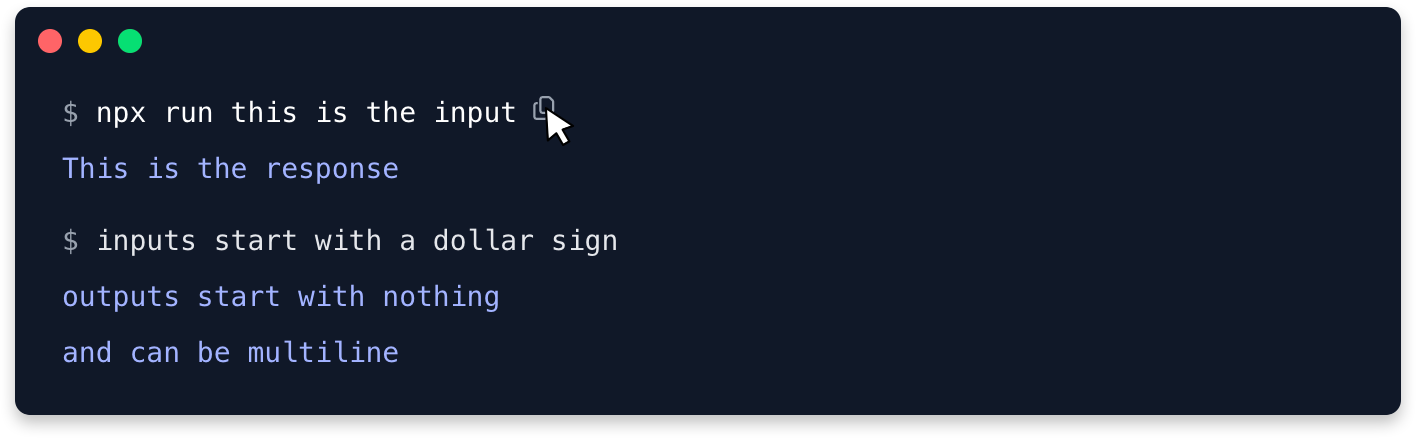 $ npx run this is the input
This is the response
$ inputs start with a dollar sign
outputs start with nothing
and can be multiline